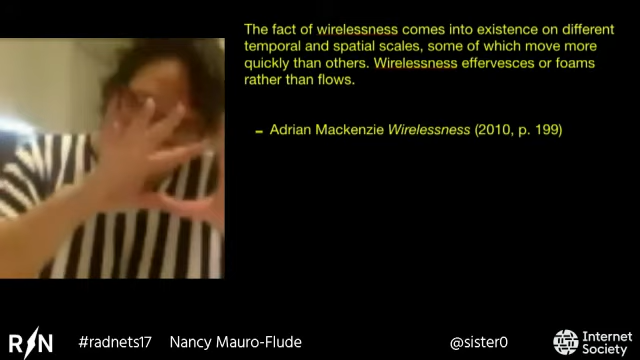 The fact of wirelessness comes into existence on different
temporal and spatial scales, some of which move more
quickly than others. Wirelessness effervesces or foams
rather than flows.
– Adrian Mackenzie Wirelessness (2010, p. 199)
R N #radnets17 Nancy Mauro-Flude @sister0 Internet
Society